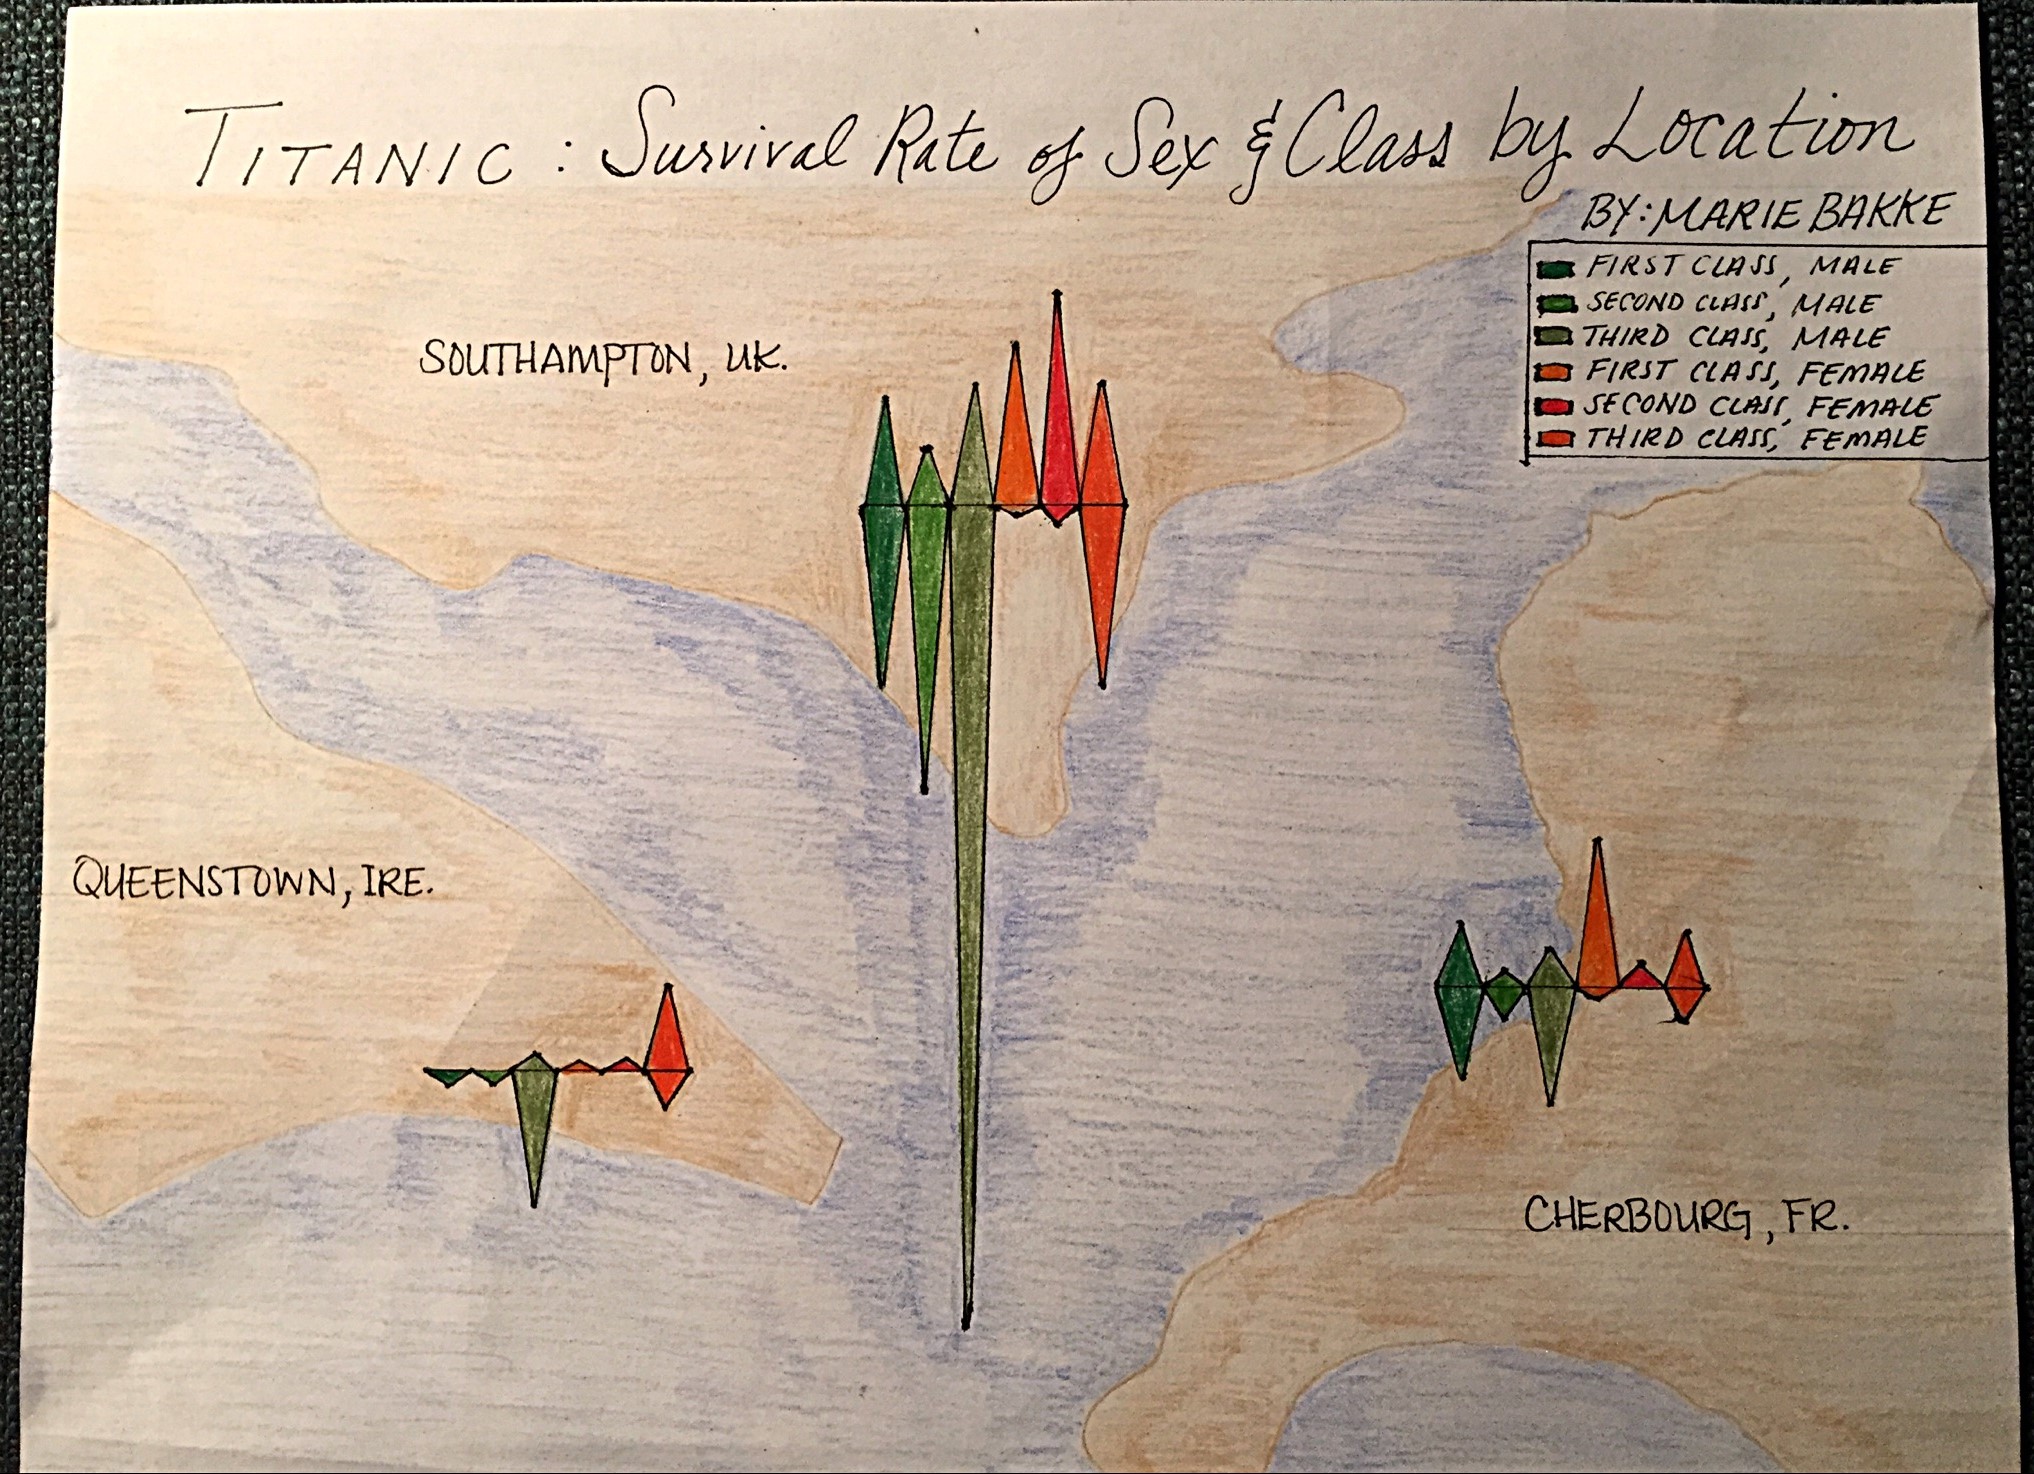 TITANIC: Survival Rate of Sex & Class by Location
BY: MARIE BAKKE
FIRST CLASS, MALE
SECOND CLASS, MALE
THIRD CLASS, MALE
FIRST CLASS, FEMALE
SECOND CLASS, FEMALE
THIRD CLASS, FEMALE
SOUTHAMPTON, UK.
QUEENSTOWN, IRE.
CHERBOURG, FR.